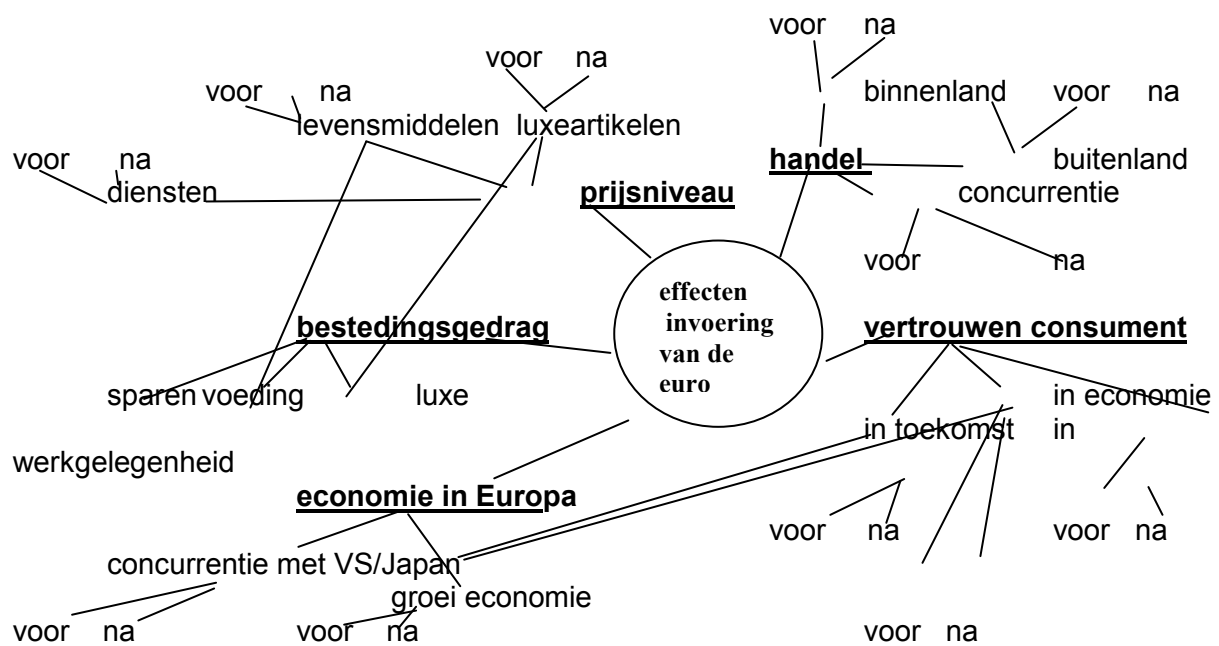 voor na
voor na
voor na binnenland voor na
levensmiddelen luxeartikelen
voor na handel buitenland
diensten prijsniveau concurrentie
voor na
effecten
invoering
van de
euro
bestedingsgedrag vertrouwen consument
sparen voeding luxe in economie
in toekomst in
werkgelegenheid
economie in Europa
voor na voor na
concurrentie met VS/Japan
groei economie
voor na voor na voor na